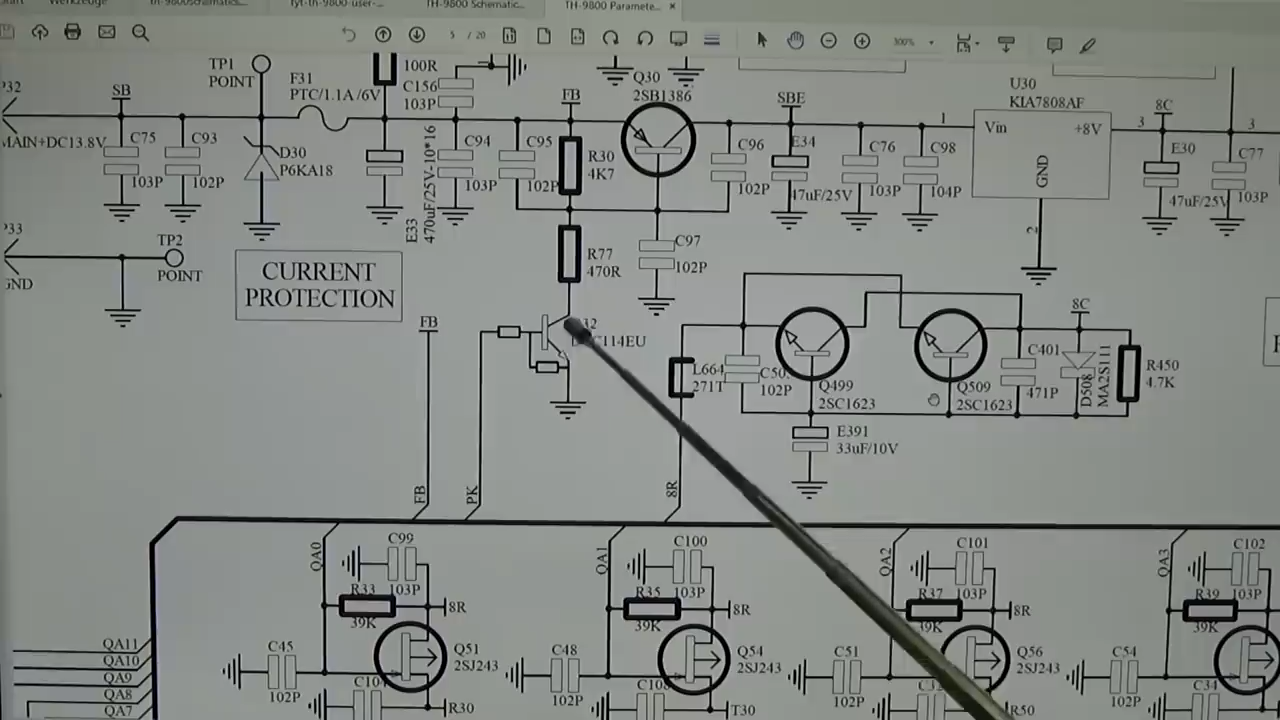 Werkzeuge
TH-9800 Schematic...
TH-9800 Paramete... ×
5 / 20
300%
P32
SB
TP1
POINT
F31
PTC/1.1A/6V
100R
C156
103P
FB
Q30
2SB1386
SBE
U30
KIA7808AF
8C
MAIN+DC13.8V
C75
103P
C93
102P
D30
P6KA18
E33
470uF/25V-10*16
C94
103P
C95
102P
R30
4K7
C96
102P
E34
47uF/25V
C76
103P
C98
104P
1
Vin
+8V
GND
3
2
E30
47uF/25V
3
C77
103P
P33
GND
TP2
POINT
CURRENT
PROTECTION
R77
470R
C97
102P
FB
114EU
L664
271T
102P
Q499
2SC1623
Q509
2SC1623
C401
471P
8C
D508
MA2S111
R450
4.7K
E391
33uF/10V
FB
PK
8R
QA0
C99
103P
R33
39K
8R
C45
102P
Q51
2SJ243
R30
QA1
C100
103P
R35
39K
8R
C48
102P
Q54
2SJ243
T30
QA2
C101
103P
R37
39K
8R
C51
102P
Q56
2SJ243
R50
QA3
C102
103P
R39
39K
C54
102P
C34
QA11
QA10
QA9
QA8
QA7